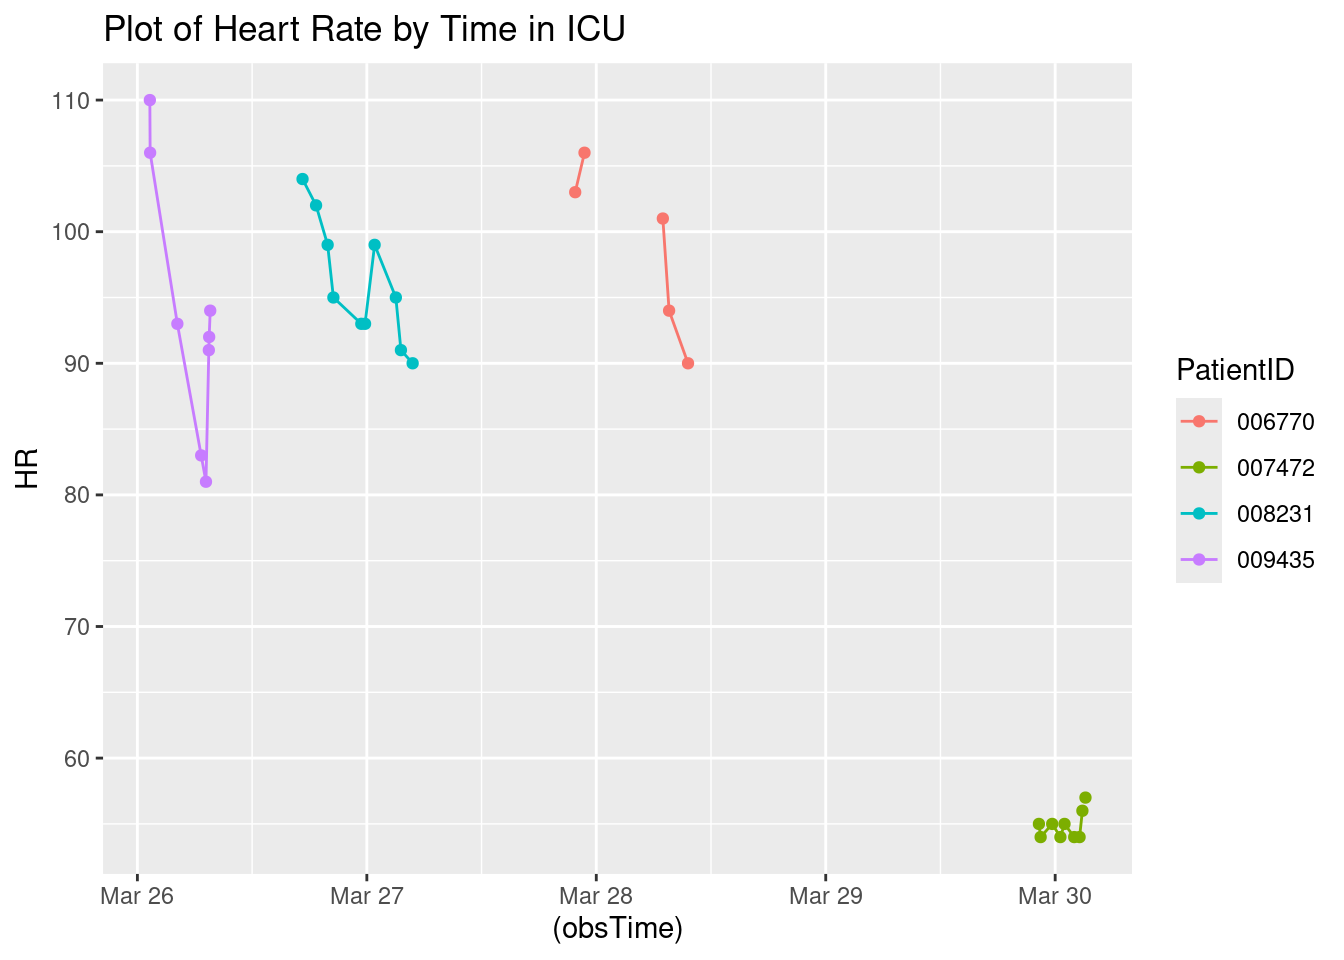 Plot of Heart Rate by Time in ICU
110
100
90
80
70
60
HR
Mar 26
Mar 27
Mar 28
Mar 29
Mar 30
(obsTime)
PatientID
006770
007472
008231
009435